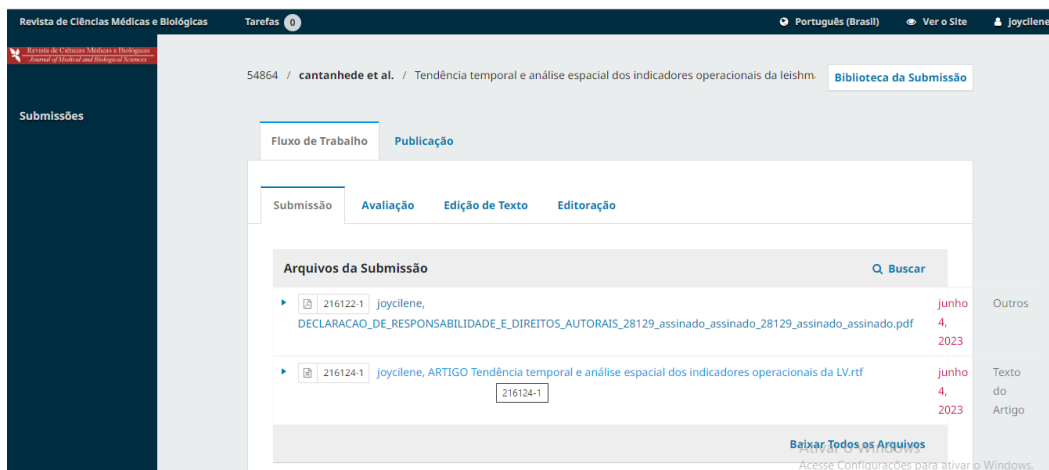 Revista de Ciências Médicas e Biológicas Tarefas 0 Português (Brasil) Ver o Site joycilene
Revista de Ciências Médicas e Biológicas
Journal of Medical and Biological Sciences
54864 / cantanhede et al. / Tendência temporal e análise espacial dos indicadores operacionais da leishm Biblioteca da Submissão
Submissões
Fluxo de Trabalho Publicação
Submissão Avaliação Edição de Texto Editoração
Arquivos da Submissão Buscar
216122-1 joycilene, junho Outros
DECLARACAO_DE_RESPONSABILIDADE_E_DIREITOS_AUTORAIS_28129_assinado_assinado_28129_assinado_assinado.pdf 4,
2023
216124-1 joycilene, ARTIGO Tendência temporal e análise espacial dos indicadores operacionais da LV.rtf junho Texto
216124-1 4, do
2023 Artigo
Baixar Todos os Arquivos
Ativar o Windows
Acesse Configurações para ativar o Windows.